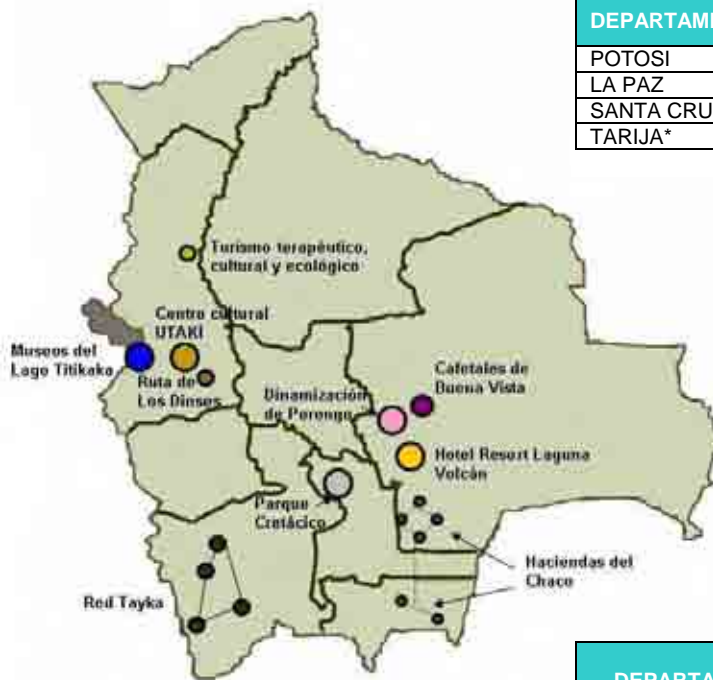 DEPARTAM
POTOSI
LA PAZ
SANTA CRU
TARIJA*
Turismo terapéutico,
cultural y ecológico
Centro cultural
UTAKI
Museos del
Lago Titikaka
Ruta de
Los Dioses
Dinamización
de Porongo
Cafetales de
Buena Vista
Hotel Resort Laguna
Volcán
Parque
Cretácico
Haciendas del
Chaco
Red Tayka
DEPARTA